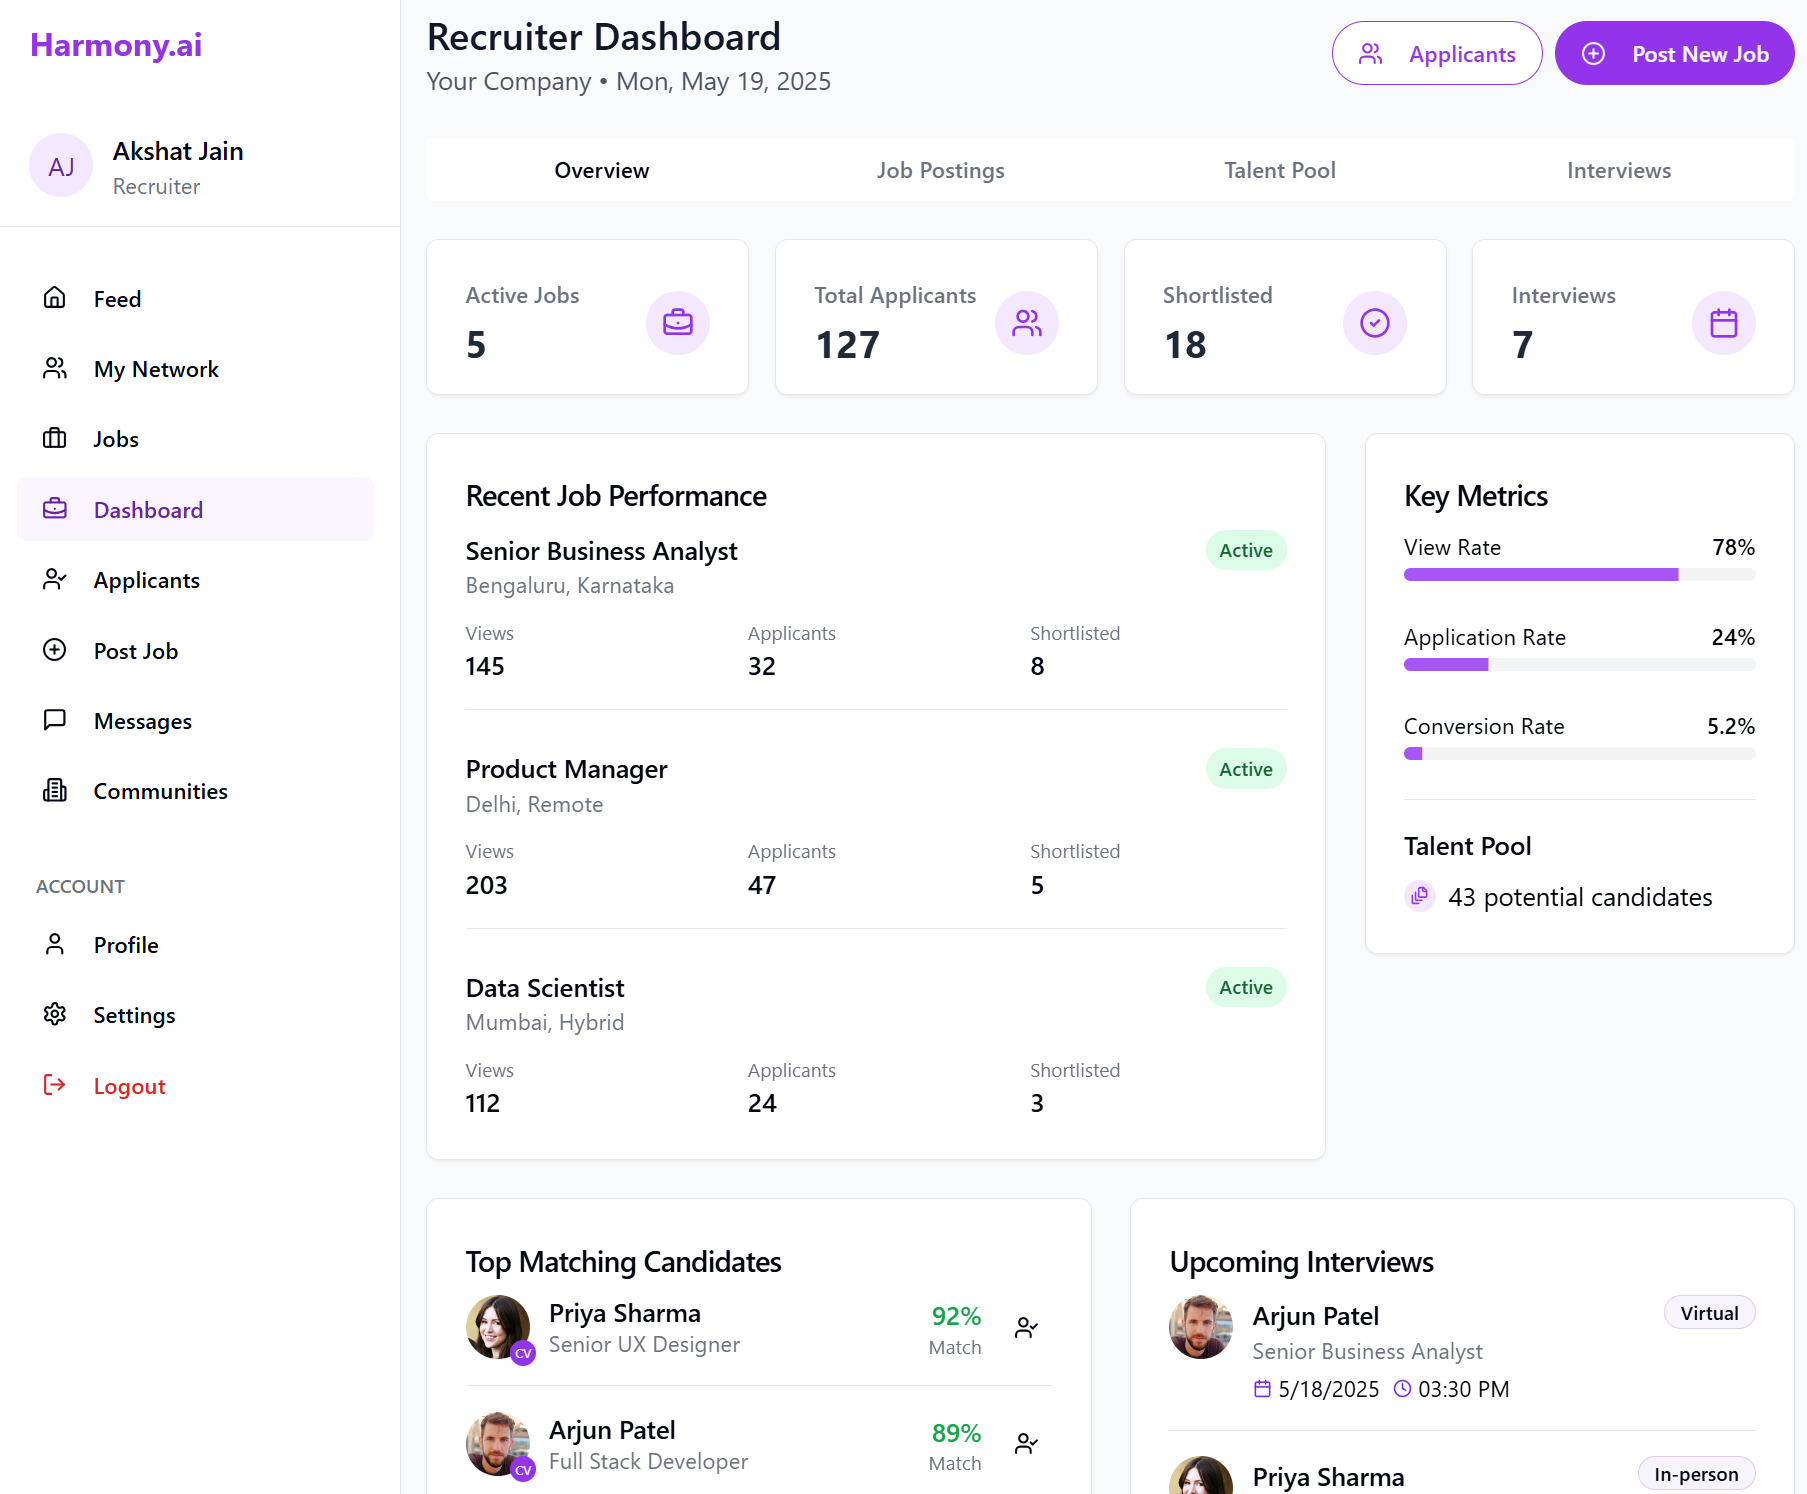 Harmony.ai
AJ
Akshat Jain
Recruiter
Feed
My Network
Jobs
Dashboard
Applicants
Post Job
Messages
Communities
ACCOUNT
Profile
Settings
Logout
Recruiter Dashboard
Your Company • Mon, May 19, 2025
Applicants
Post New Job
Overview
Job Postings
Talent Pool
Interviews
Active Jobs
5
Total Applicants
127
Shortlisted
18
Interviews
7
Recent Job Performance
Senior Business Analyst
Active
Bengaluru, Karnataka
Views
Applicants
Shortlisted
145
32
8
Product Manager
Active
Delhi, Remote
Views
Applicants
Shortlisted
203
47
5
Data Scientist
Active
Mumbai, Hybrid
Views
Applicants
Shortlisted
112
24
3
Key Metrics
View Rate
78%
Application Rate
24%
Conversion Rate
5.2%
Talent Pool
43 potential candidates
Top Matching Candidates
Priya Sharma
Senior UX Designer
CV
92%
Match
Arjun Patel
Full Stack Developer
CV
89%
Match
Upcoming Interviews
Arjun Patel
Virtual
Senior Business Analyst
5/18/2025 03:30 PM
Priya Sharma
In-person